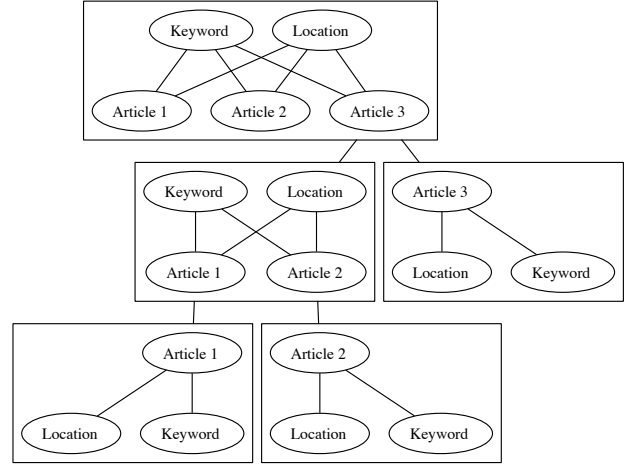 Keyword Location
Article 1 Article 2 Article 3
Keyword Location Article 3
Article 1 Article 2 Location Keyword
Article 1 Article 2
Location Keyword Location Keyword